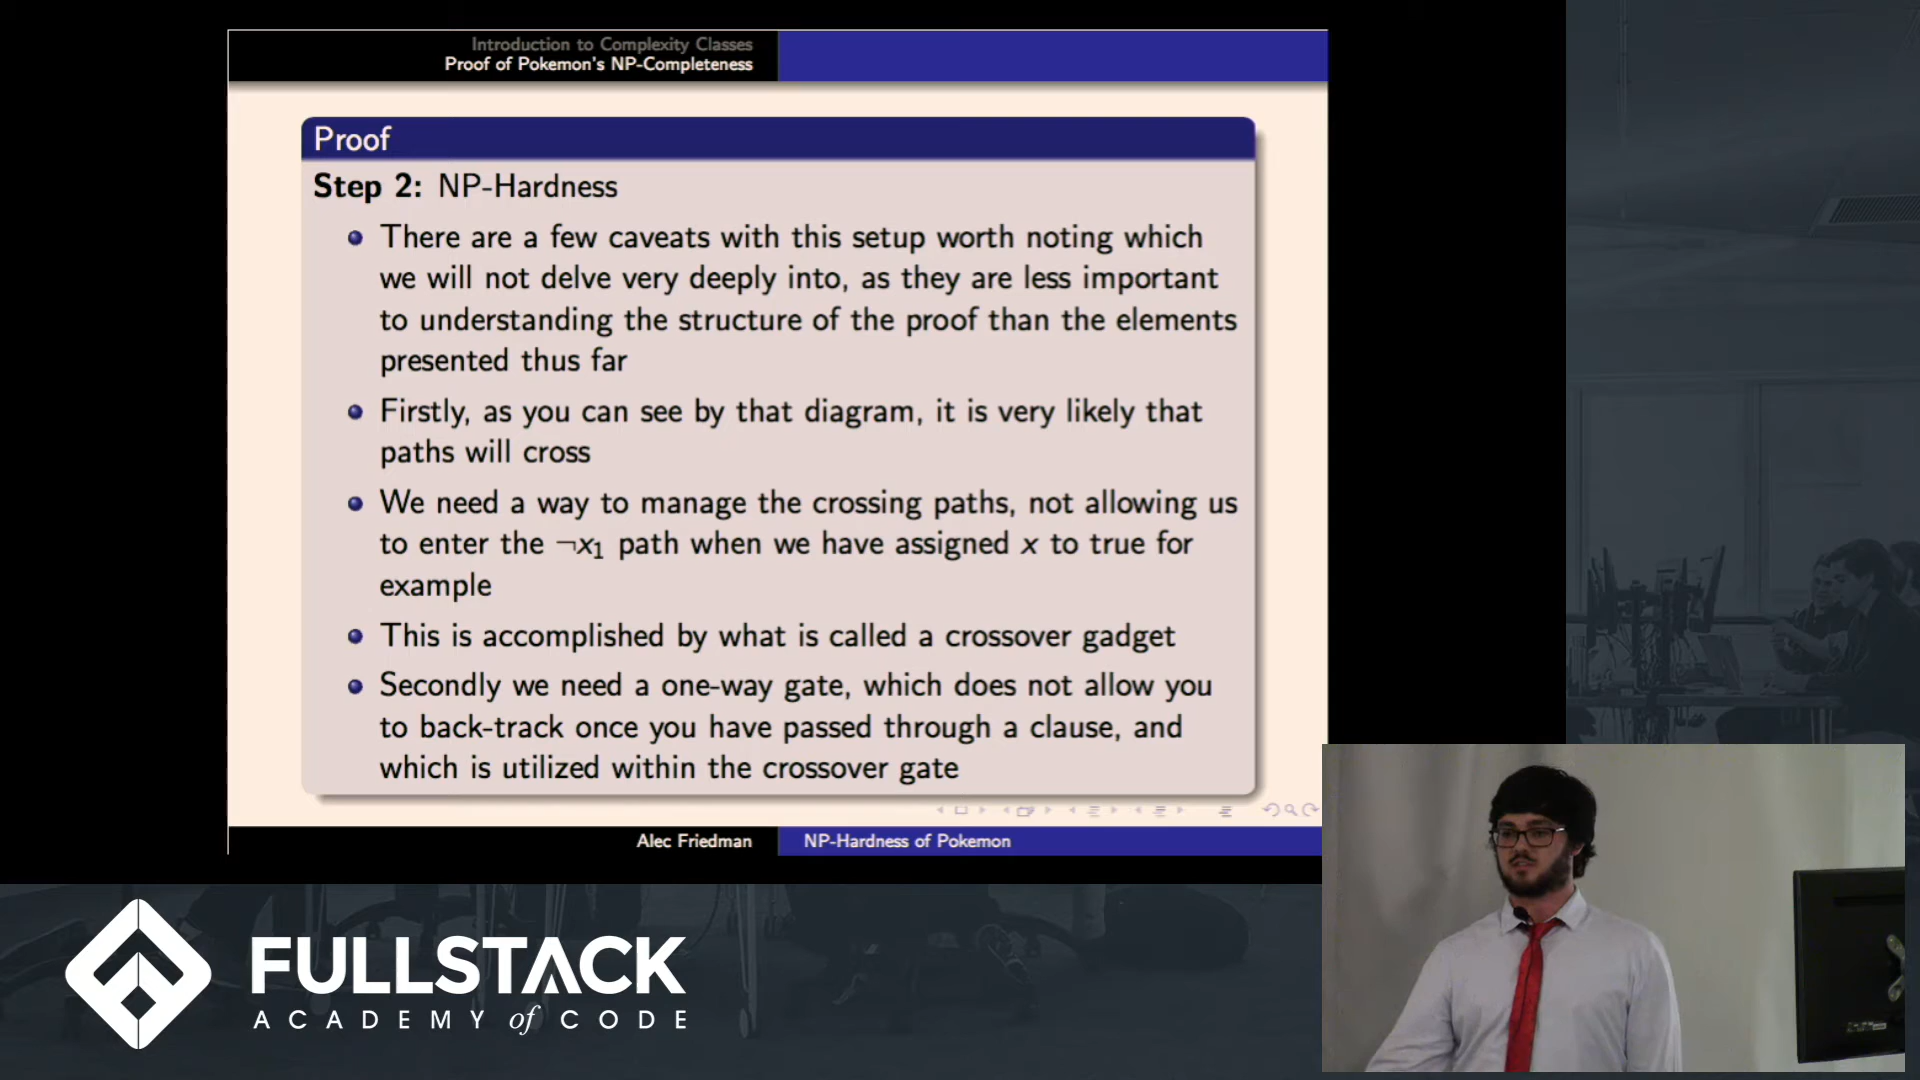 Introduction to Complexity Classes
Proof of Pokemon's NP-Completeness
Proof
Step 2: NP-Hardness
There are a few caveats with this setup worth noting which
we will not delve very deeply into, as they are less important
to understanding the structure of the proof than the elements
presented thus far
Firstly, as you can see by that diagram, it is very likely that
paths will cross
We need a way to manage the crossing paths, not allowing us
to enter the ¬x₁ path when we have assigned x to true for
example
This is accomplished by what is called a crossover gadget
Secondly we need a one-way gate, which does not allow you
to back-track once you have passed through a clause, and
which is utilized within the crossover gate
Alec Friedman
NP-Hardness of Pokemon
FULLSTACK
ACADEMY of CODE